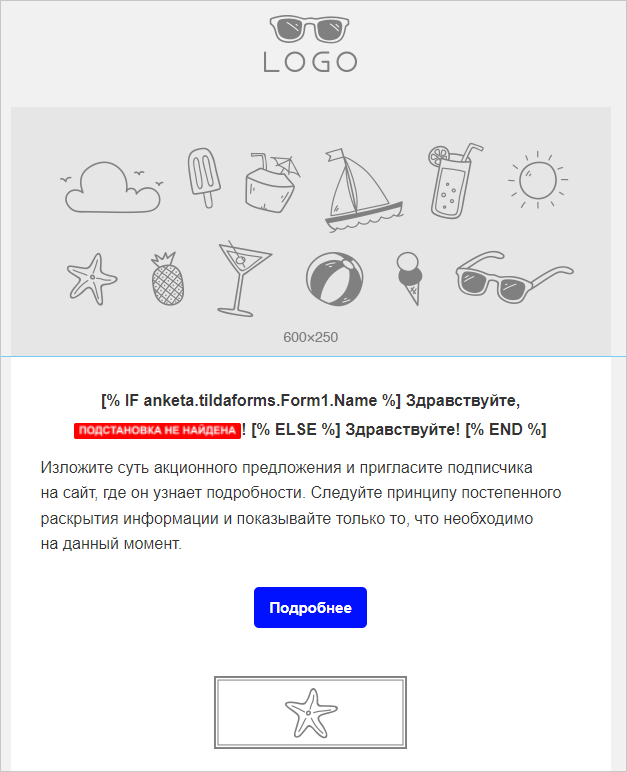 LOGO
600×250
[% IF anketa.tildaforms.Form1.Name %] Здравствуйте,
ПОДСТАНОВКА НЕ НАЙДЕНА! [% ELSE %] Здравствуйте! [% END %]
Изложите суть акционного предложения и пригласите подписчика
на сайт, где он узнает подробности. Следуйте принципу постепенного
раскрытия информации и показывайте только то, что необходимо
на данный момент.
Подробнее